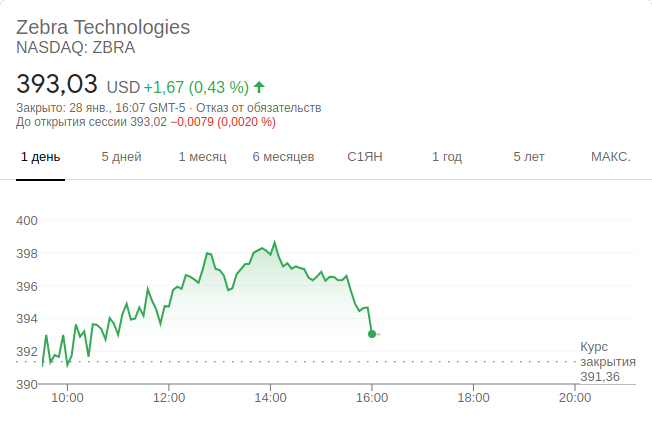 Zebra Technologies
NASDAQ: ZBRA
393,03 USD +1,67 (0,43 %)
Закрыто: 28 янв., 16:07 GMT-5 · Отказ от обязательств
До открытия сессии 393,02 −0,0079 (0,0020 %)
1 день 5 дней 1 месяц 6 месяцев С1ЯН 1 год 5 лет МАКС.
400
398
396
394
392
390
Курс
закрытия
391,36
10:00 12:00 14:00 16:00 18:00 20:00